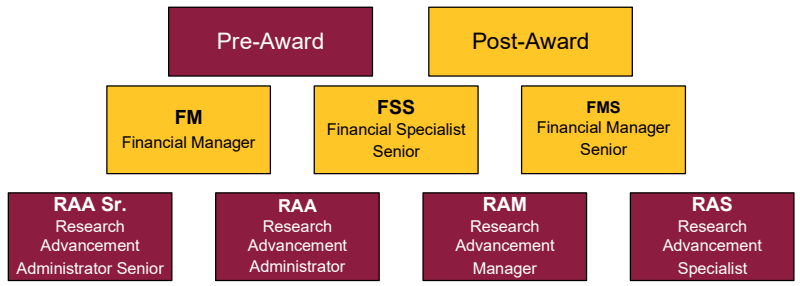 Pre-Award
Post-Award
FM
Financial Manager
FSS
Financial Specialist
Senior
FMS
Financial Manager
Senior
RAA Sr.
Research
Advancement
Administrator Senior
RAA
Research
Advancement
Administrator
RAM
Research
Advancement
Manager
RAS
Research
Advancement
Specialist